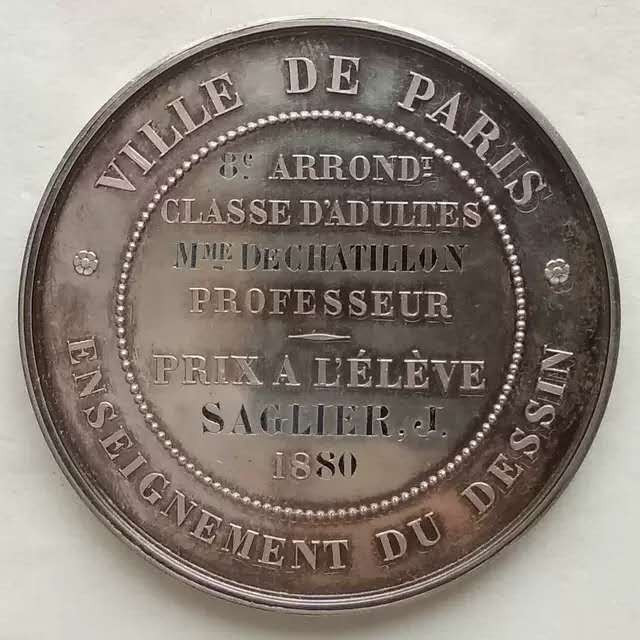 VILLE DE PARIS
8e ARRONDT
CLASSE D'ADULTES
MME DECHATILLON
PROFESSEUR
PRIX A L'ÉLÈVE
SAGLIER, J.
1880
ENSEIGNEMENT DU DESSIN